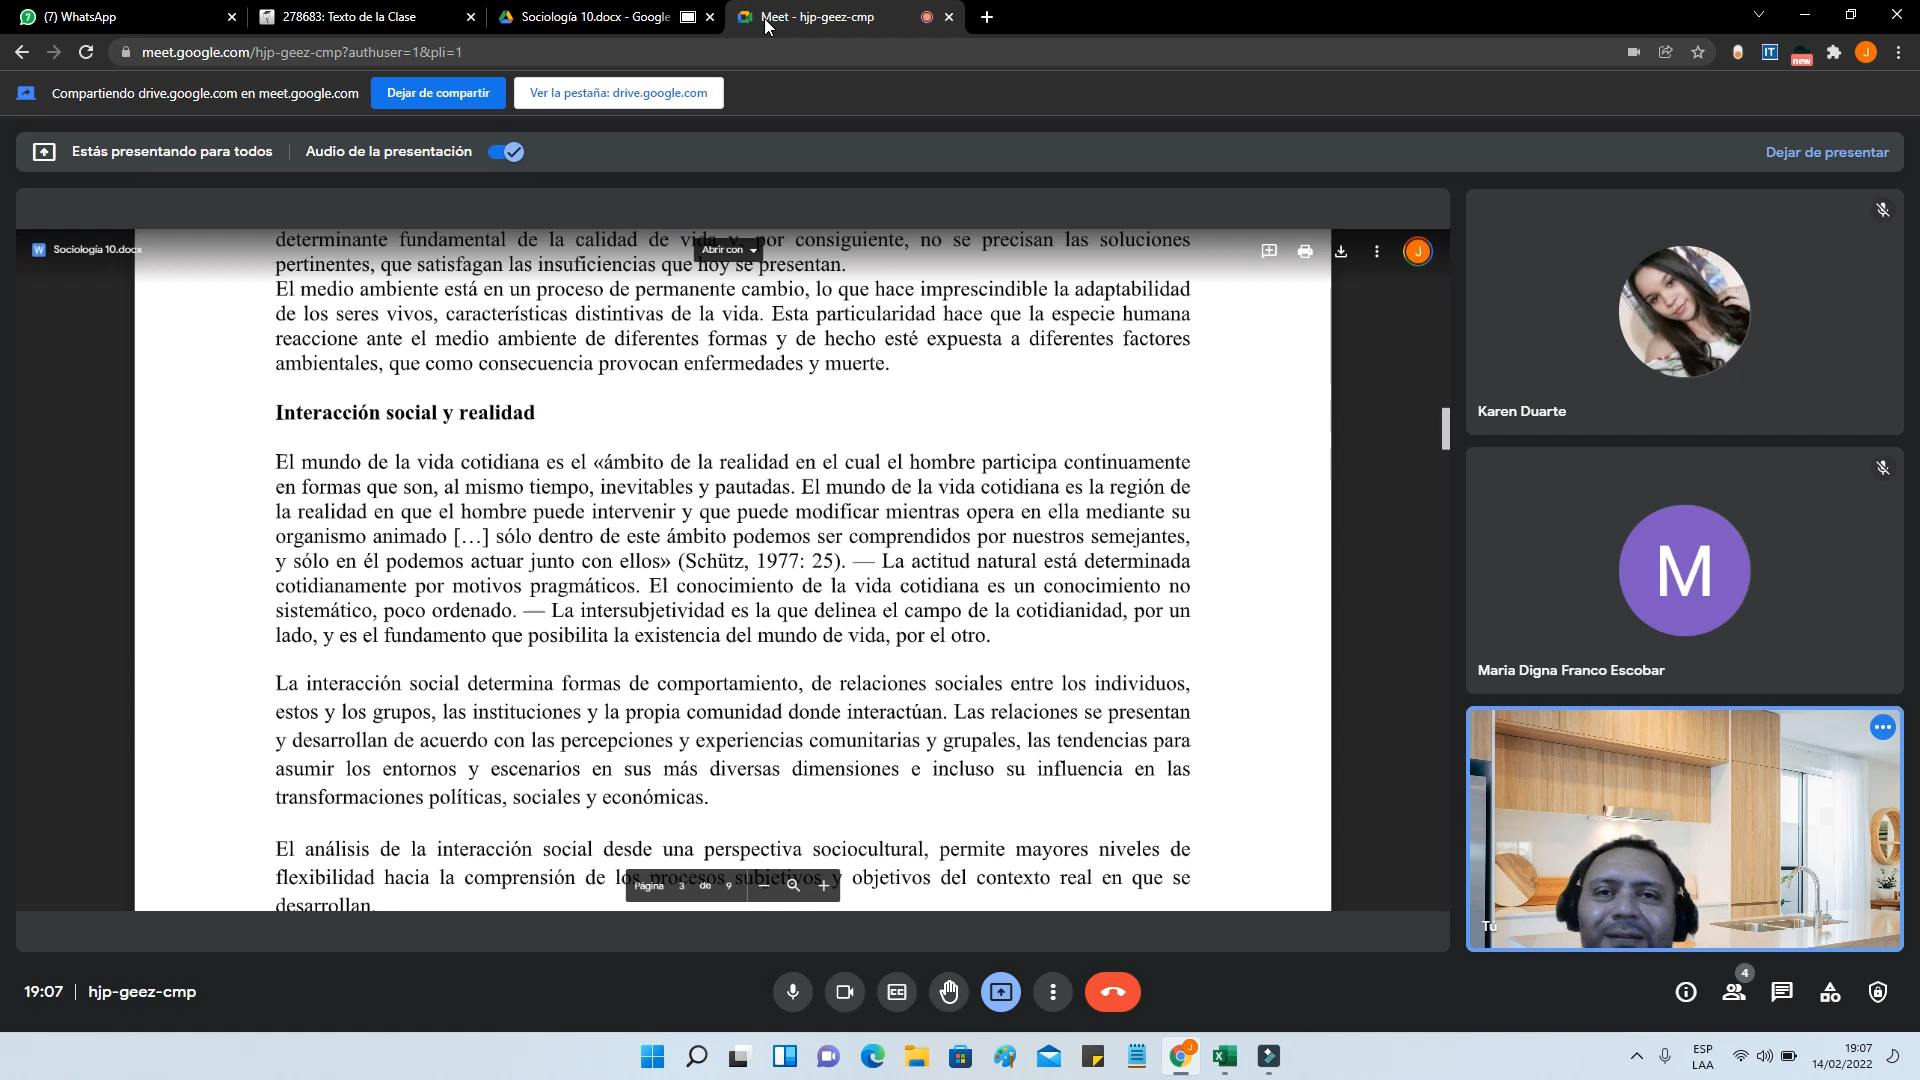 (7) WhatsApp
278683: Texto de la Clase
Sociología 10.docx - Google
Meet - hjp-geez-cmp
meet.google.com/hjp-geez-cmp?authuser=1&pli=1
IT
new
J
Compartiendo drive.google.com en meet.google.com
Dejar de compartir
Ver la pestaña: drive.google.com
Estás presentando para todos
Audio de la presentación
Dejar de presentar
W Sociología 10.docx
Abrir con
J
determinante fundamental de la calidad de vida y, por consiguiente, no se precisan las soluciones
pertinentes, que satisfagan las insuficiencias que hoy se presentan.
El medio ambiente está en un proceso de permanente cambio, lo que hace imprescindible la adaptabilidad
de los seres vivos, características distintivas de la vida. Esta particularidad hace que la especie humana
reaccione ante el medio ambiente de diferentes formas y de hecho esté expuesta a diferentes factores
ambientales, que como consecuencia provocan enfermedades y muerte.
Interacción social y realidad
El mundo de la vida cotidiana es el «ámbito de la realidad en el cual el hombre participa continuamente
en formas que son, al mismo tiempo, inevitables y pautadas. El mundo de la vida cotidiana es la región de
la realidad en que el hombre puede intervenir y que puede modificar mientras opera en ella mediante su
organismo animado […] sólo dentro de este ámbito podemos ser comprendidos por nuestros semejantes,
y sólo en él podemos actuar junto con ellos» (Schütz, 1977: 25). — La actitud natural está determinada
cotidianamente por motivos pragmáticos. El conocimiento de la vida cotidiana es un conocimiento no
sistemático, poco ordenado. — La intersubjetividad es la que delinea el campo de la cotidianidad, por un
lado, y es el fundamento que posibilita la existencia del mundo de vida, por el otro.
La interacción social determina formas de comportamiento, de relaciones sociales entre los individuos,
estos y los grupos, las instituciones y la propia comunidad donde interactúan. Las relaciones se presentan
y desarrollan de acuerdo con las percepciones y experiencias comunitarias y grupales, las tendencias para
asumir los entornos y escenarios en sus más diversas dimensiones e incluso su influencia en las
transformaciones políticas, sociales y económicas.
El análisis de la interacción social desde una perspectiva sociocultural, permite mayores niveles de
flexibilidad hacia la comprensión de los procesos subjetivos y objetivos del contexto real en que se
desarrollan.
Página 3 de 9
Karen Duarte
M
Maria Digna Franco Escobar
Tú
19:07 | hjp-geez-cmp
4
J
ESP
LAA
19:07
14/02/2022